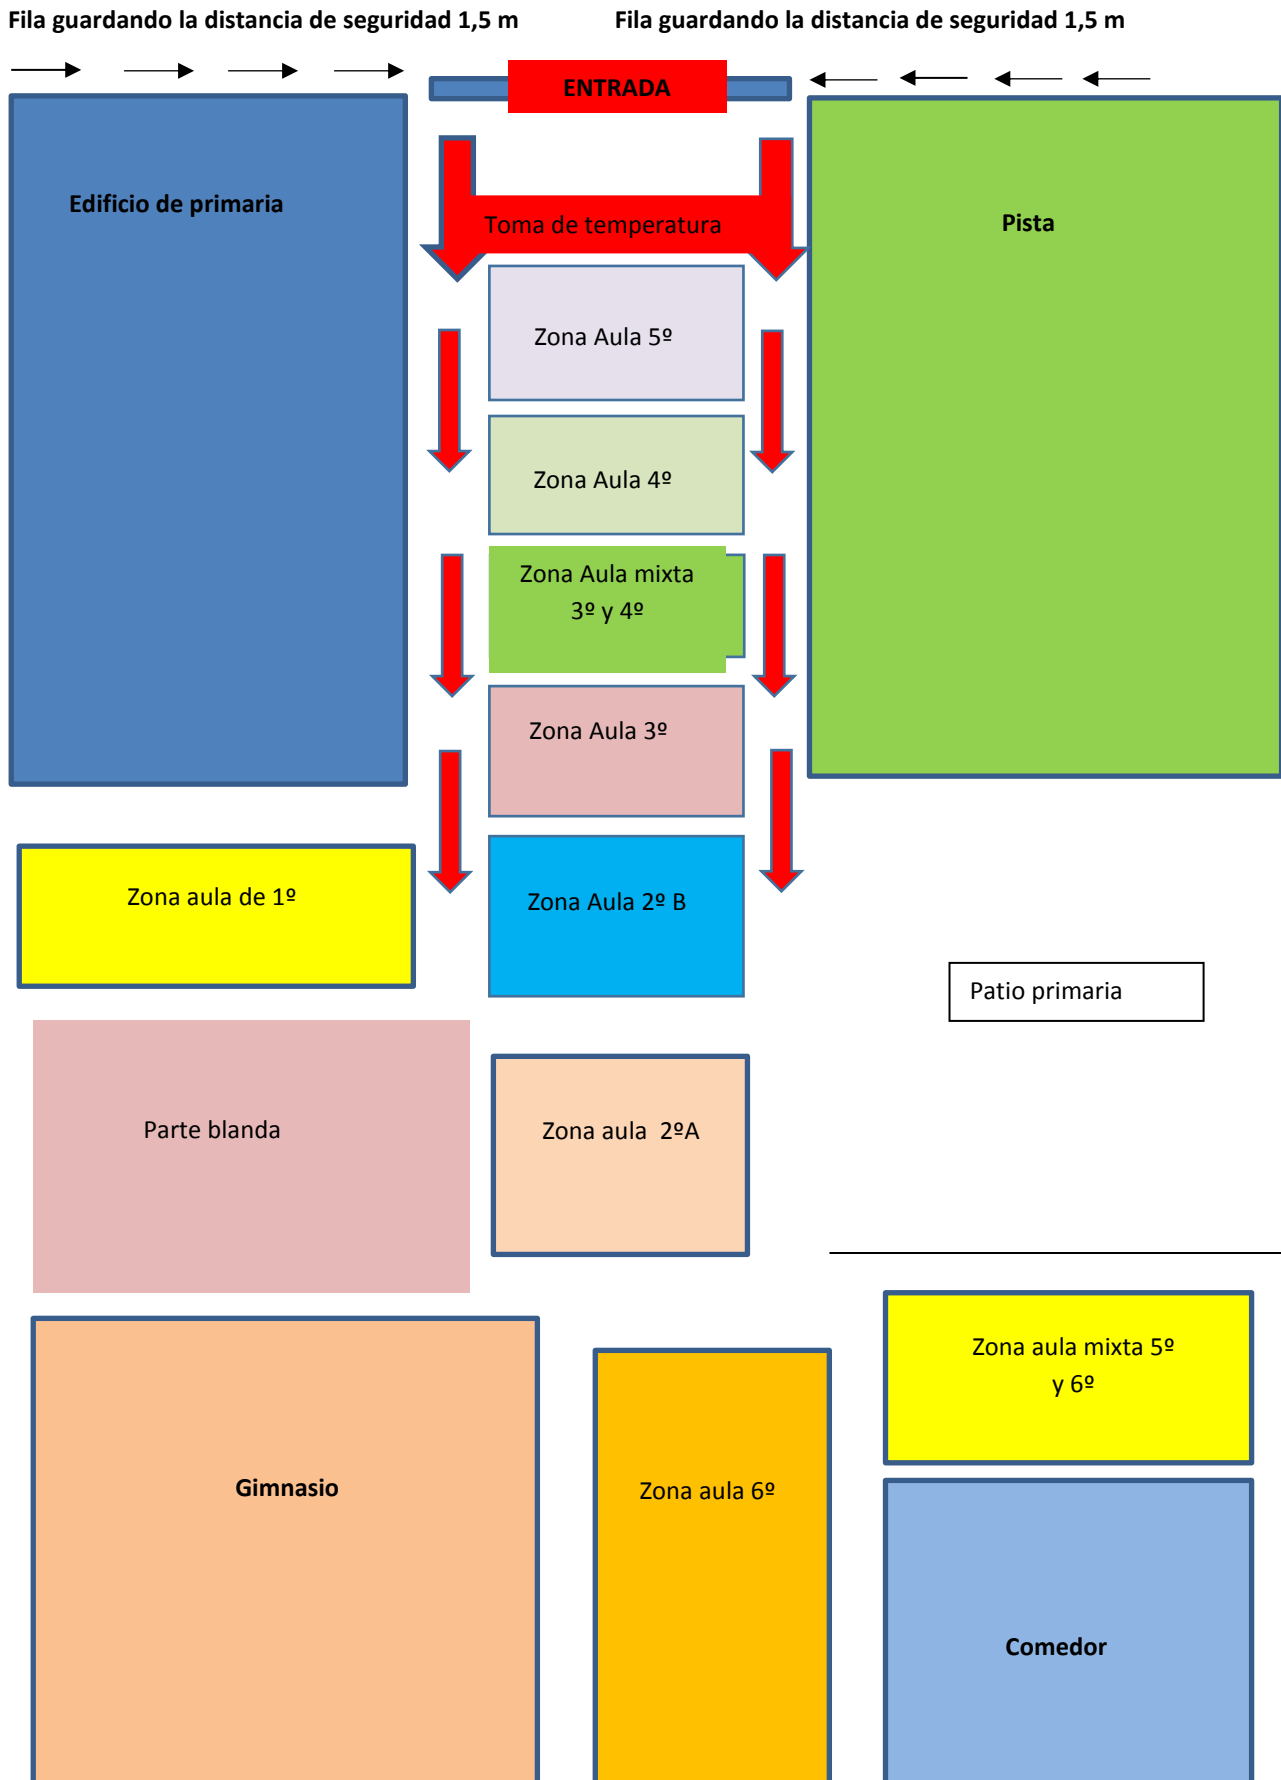 Fila guardando la distancia de seguridad 1,5 m
Fila guardando la distancia de seguridad 1,5 m
ENTRADA
Edificio de primaria
Toma de temperatura
Pista
Zona Aula 5º
Zona Aula 4º
Zona Aula mixta
3º y 4º
Zona Aula 3º
Zona aula de 1º
Zona Aula 2º B
Patio primaria
Parte blanda
Zona aula 2ºA
Zona aula mixta 5º
y 6º
Gimnasio
Zona aula 6º
Comedor